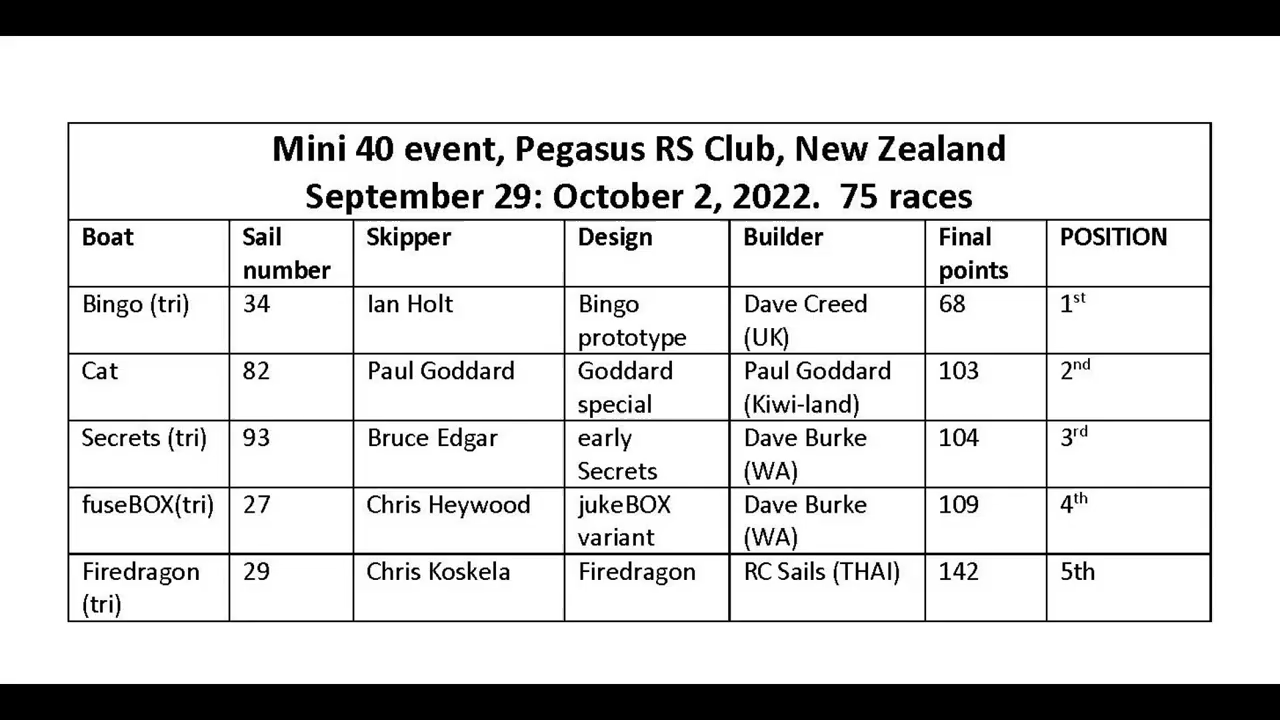 Mini 40 event, Pegasus RS Club, New Zealand
September 29: October 2, 2022.  75 races
Boat Sail number Skipper Design Builder Final points POSITION
Bingo (tri) 34 Ian Holt Bingo prototype Dave Creed (UK) 68 1st
Cat 82 Paul Goddard Goddard special Paul Goddard (Kiwi-land) 103 2nd
Secrets (tri) 93 Bruce Edgar early Secrets Dave Burke (WA) 104 3rd
fuseBOX(tri) 27 Chris Heywood jukeBOX variant Dave Burke (WA) 109 4th
Firedragon (tri) 29 Chris Koskela Firedragon RC Sails (THAI) 142 5th